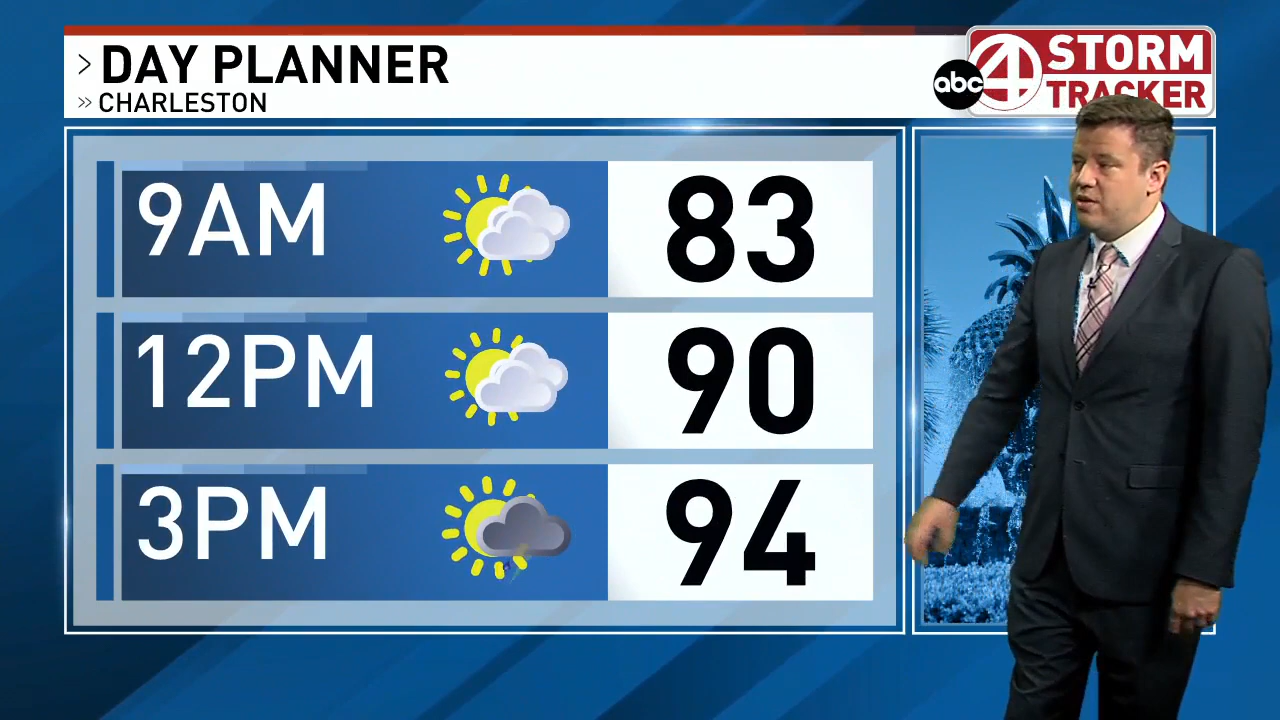 > DAY PLANNER
» CHARLESTON
abc 4 STORM
TRACKER
9AM 83
12PM 90
3PM 94